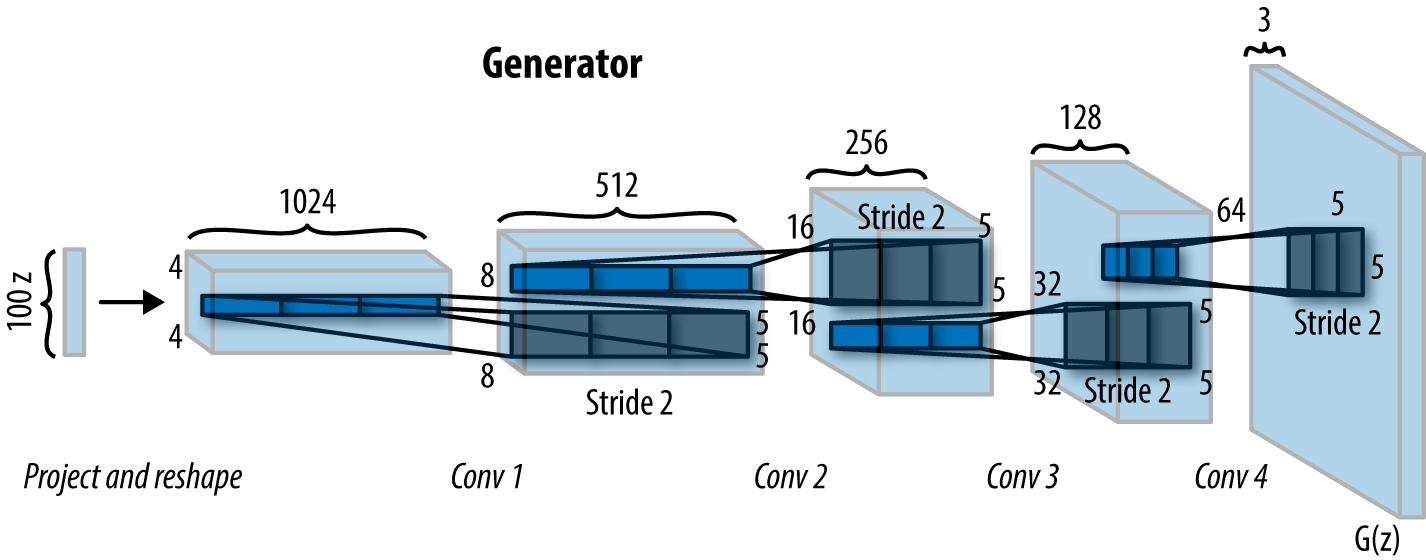 Generator
100 z
1024
4
4
512
8
8
5
5
Stride 2
256
16
16
Stride 2
5
5
128
32
32
5
Stride 2
5
3
64
5
5
Stride 2
Project and reshape
Conv 1
Conv 2
Conv 3
Conv 4
G(z)